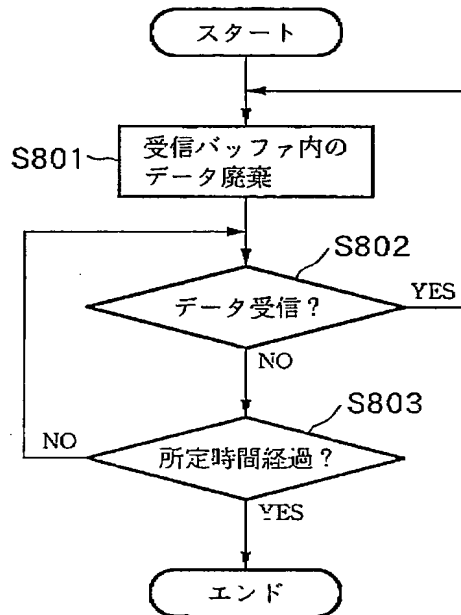 スタート
S801
受信バッファ内の
データ廃棄
S802
データ受信？
YES
NO
S803
所定時間経過？
NO
YES
エンド